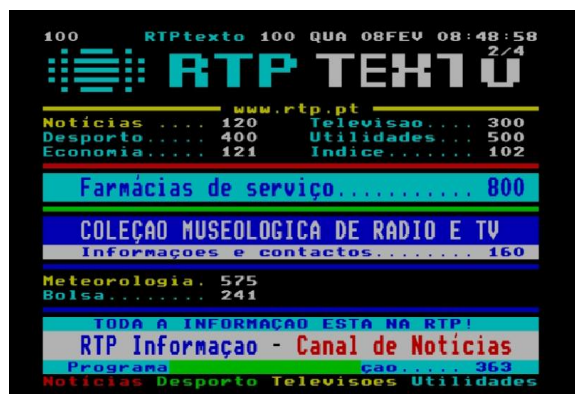 100 RTPtexto 100 QUA 08FEV 08:48:58
2/4
RTP TEXTO
www.rtp.pt
Notícias .... 120 Televisao.... 300
Desporto..... 400 Utilidades... 500
Economia..... 121 Indice....... 102
Farmácias de serviço........... 800
COLEÇAO MUSEOLOGICA DE RADIO E TV
Informaçoes e contactos........ 160
Meteorologia. 575
Bolsa........ 241
TODA A INFORMAÇAO ESTA NA RTP!
RTP Informaçao - Canal de Notícias
Programa çao..... 363
Notícias Desporto Televisoes Utilidades